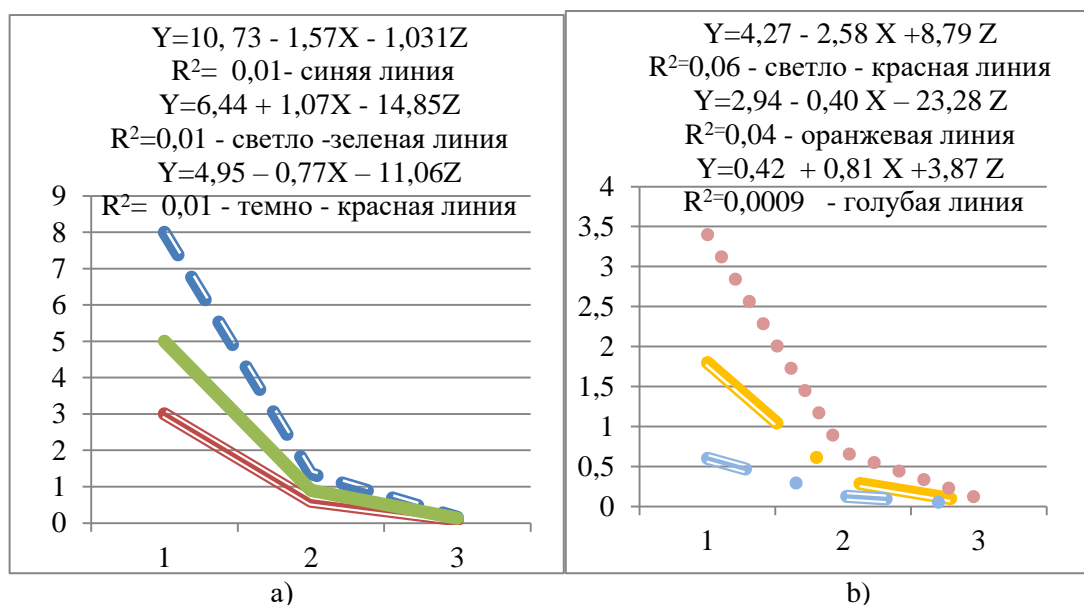 Y=10, 73 - 1,57X - 1,031Z
R²= 0,01- синяя линия
Y=6,44 + 1,07X - 14,85Z
R²=0,01 - светло -зеленая линия
Y=4,95 – 0,77X – 11,06Z
R²= 0,01 - темно - красная линия
9
8
7
6
5
4
3
2
1
0
1 2 3
a)
Y=4,27 - 2,58 X +8,79 Z
R²⁼0,06 - светло - красная линия
Y=2,94 - 0,40 X – 23,28 Z
R²⁼0,04 - оранжевая линия
Y=0,42 + 0,81 X +3,87 Z
R²⁼0,0009 - голубая линия
4
3,5
3
2,5
2
1,5
1
0,5
0
1 2 3
b)